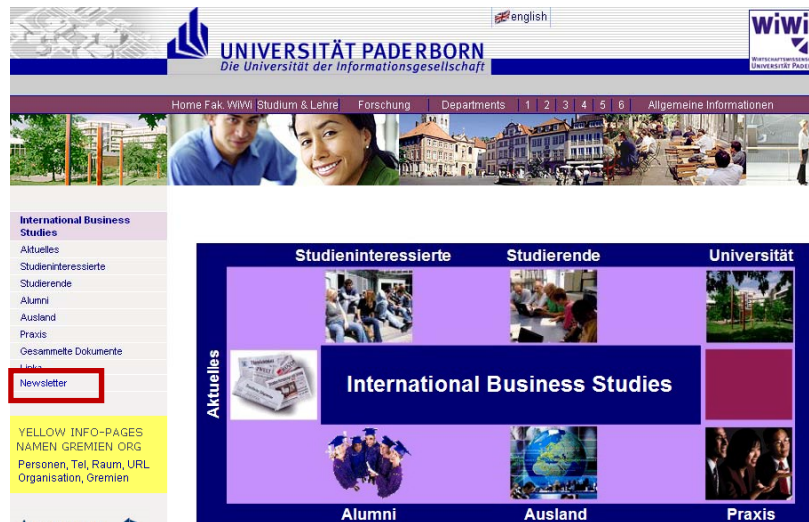 english
UNIVERSITÄT PADERBORN
Die Universität der Informationsgesellschaft
WiWi
Home Fak. WiWi Studium & Lehre Forschung Departments 1 2 3 4 5 6 Allgemeine Informationen
International Business
Studies
Aktuelles
Studieninteressierte
Studierende
Alumni
Ausland
Praxis
Gesammelte Dokumente
Links
Newsletter
YELLOW INFO-PAGES
NAMEN GREMIEN ORG
Personen, Tel, Raum, URL
Organisation, Gremien
Studieninteressierte Studierende Universität
Aktuelles
International Business Studies
Alumni Ausland Praxis